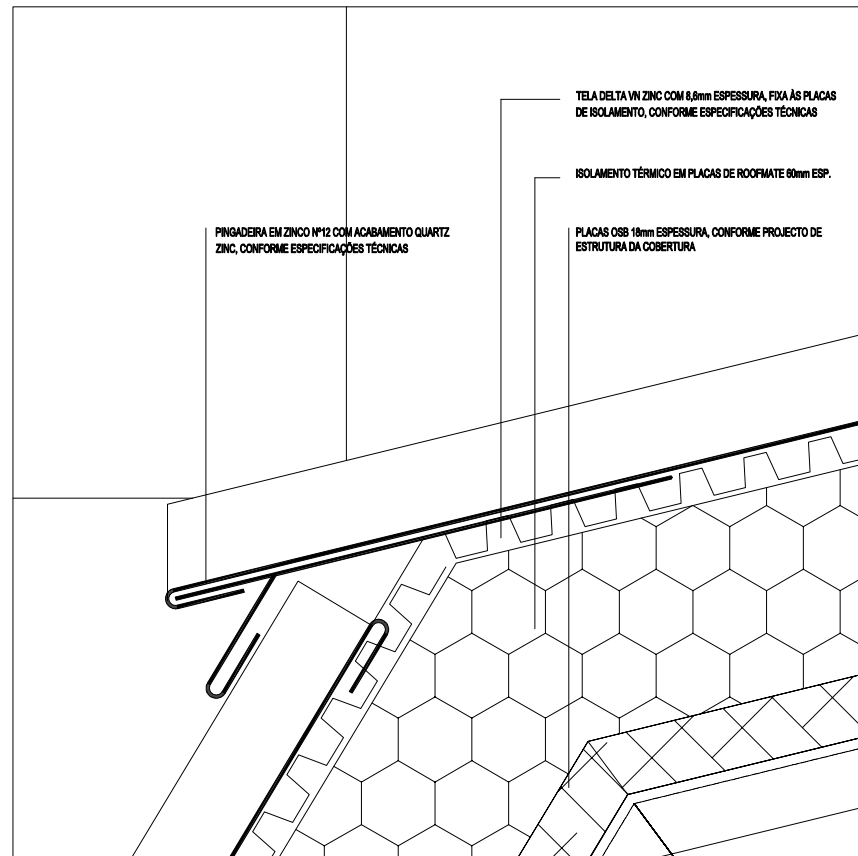 TELA DELTA VN ZINC COM 8,6mm ESPESSURA, FIXA ÀS PLACAS
DE ISOLAMENTO, CONFORME ESPECIFICAÇÕES TÉCNICAS
ISOLAMENTO TÉRMICO EM PLACAS DE ROOFMATE 60mm ESP.
PINGADEIRA EM ZINCO Nº12 COM ACABAMENTO QUARTZ
ZINC, CONFORME ESPECIFICAÇÕES TÉCNICAS
PLACAS OSB 18mm ESPESSURA, CONFORME PROJECTO DE
ESTRUTURA DA COBERTURA